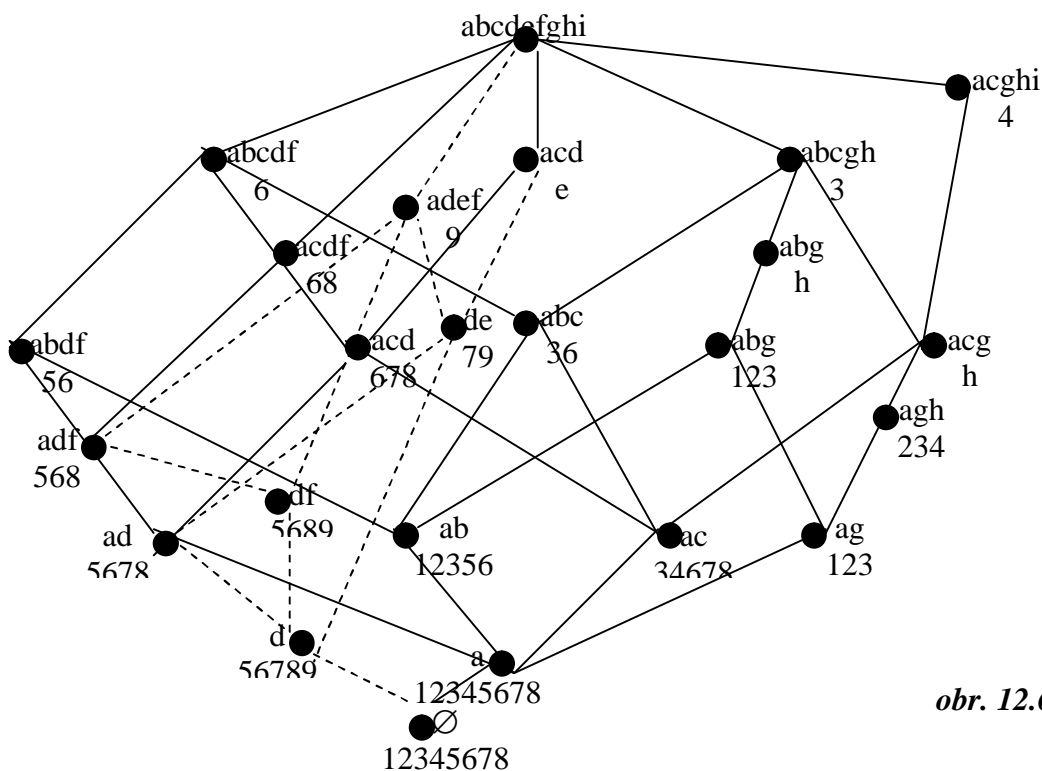 abcdefghi
acghi
4
abcdf
6
acd
e
abcgh
3
adef
9
acdf
68
abg
h
abdf
56
acd
678
de
79
abc
36
abg
123
acg
h
adf
568
agh
234
df
5689
ad
5678
ab
12356
ac
34678
ag
123
d
56789
a
12345678
∅
12345678
obr. 12.6